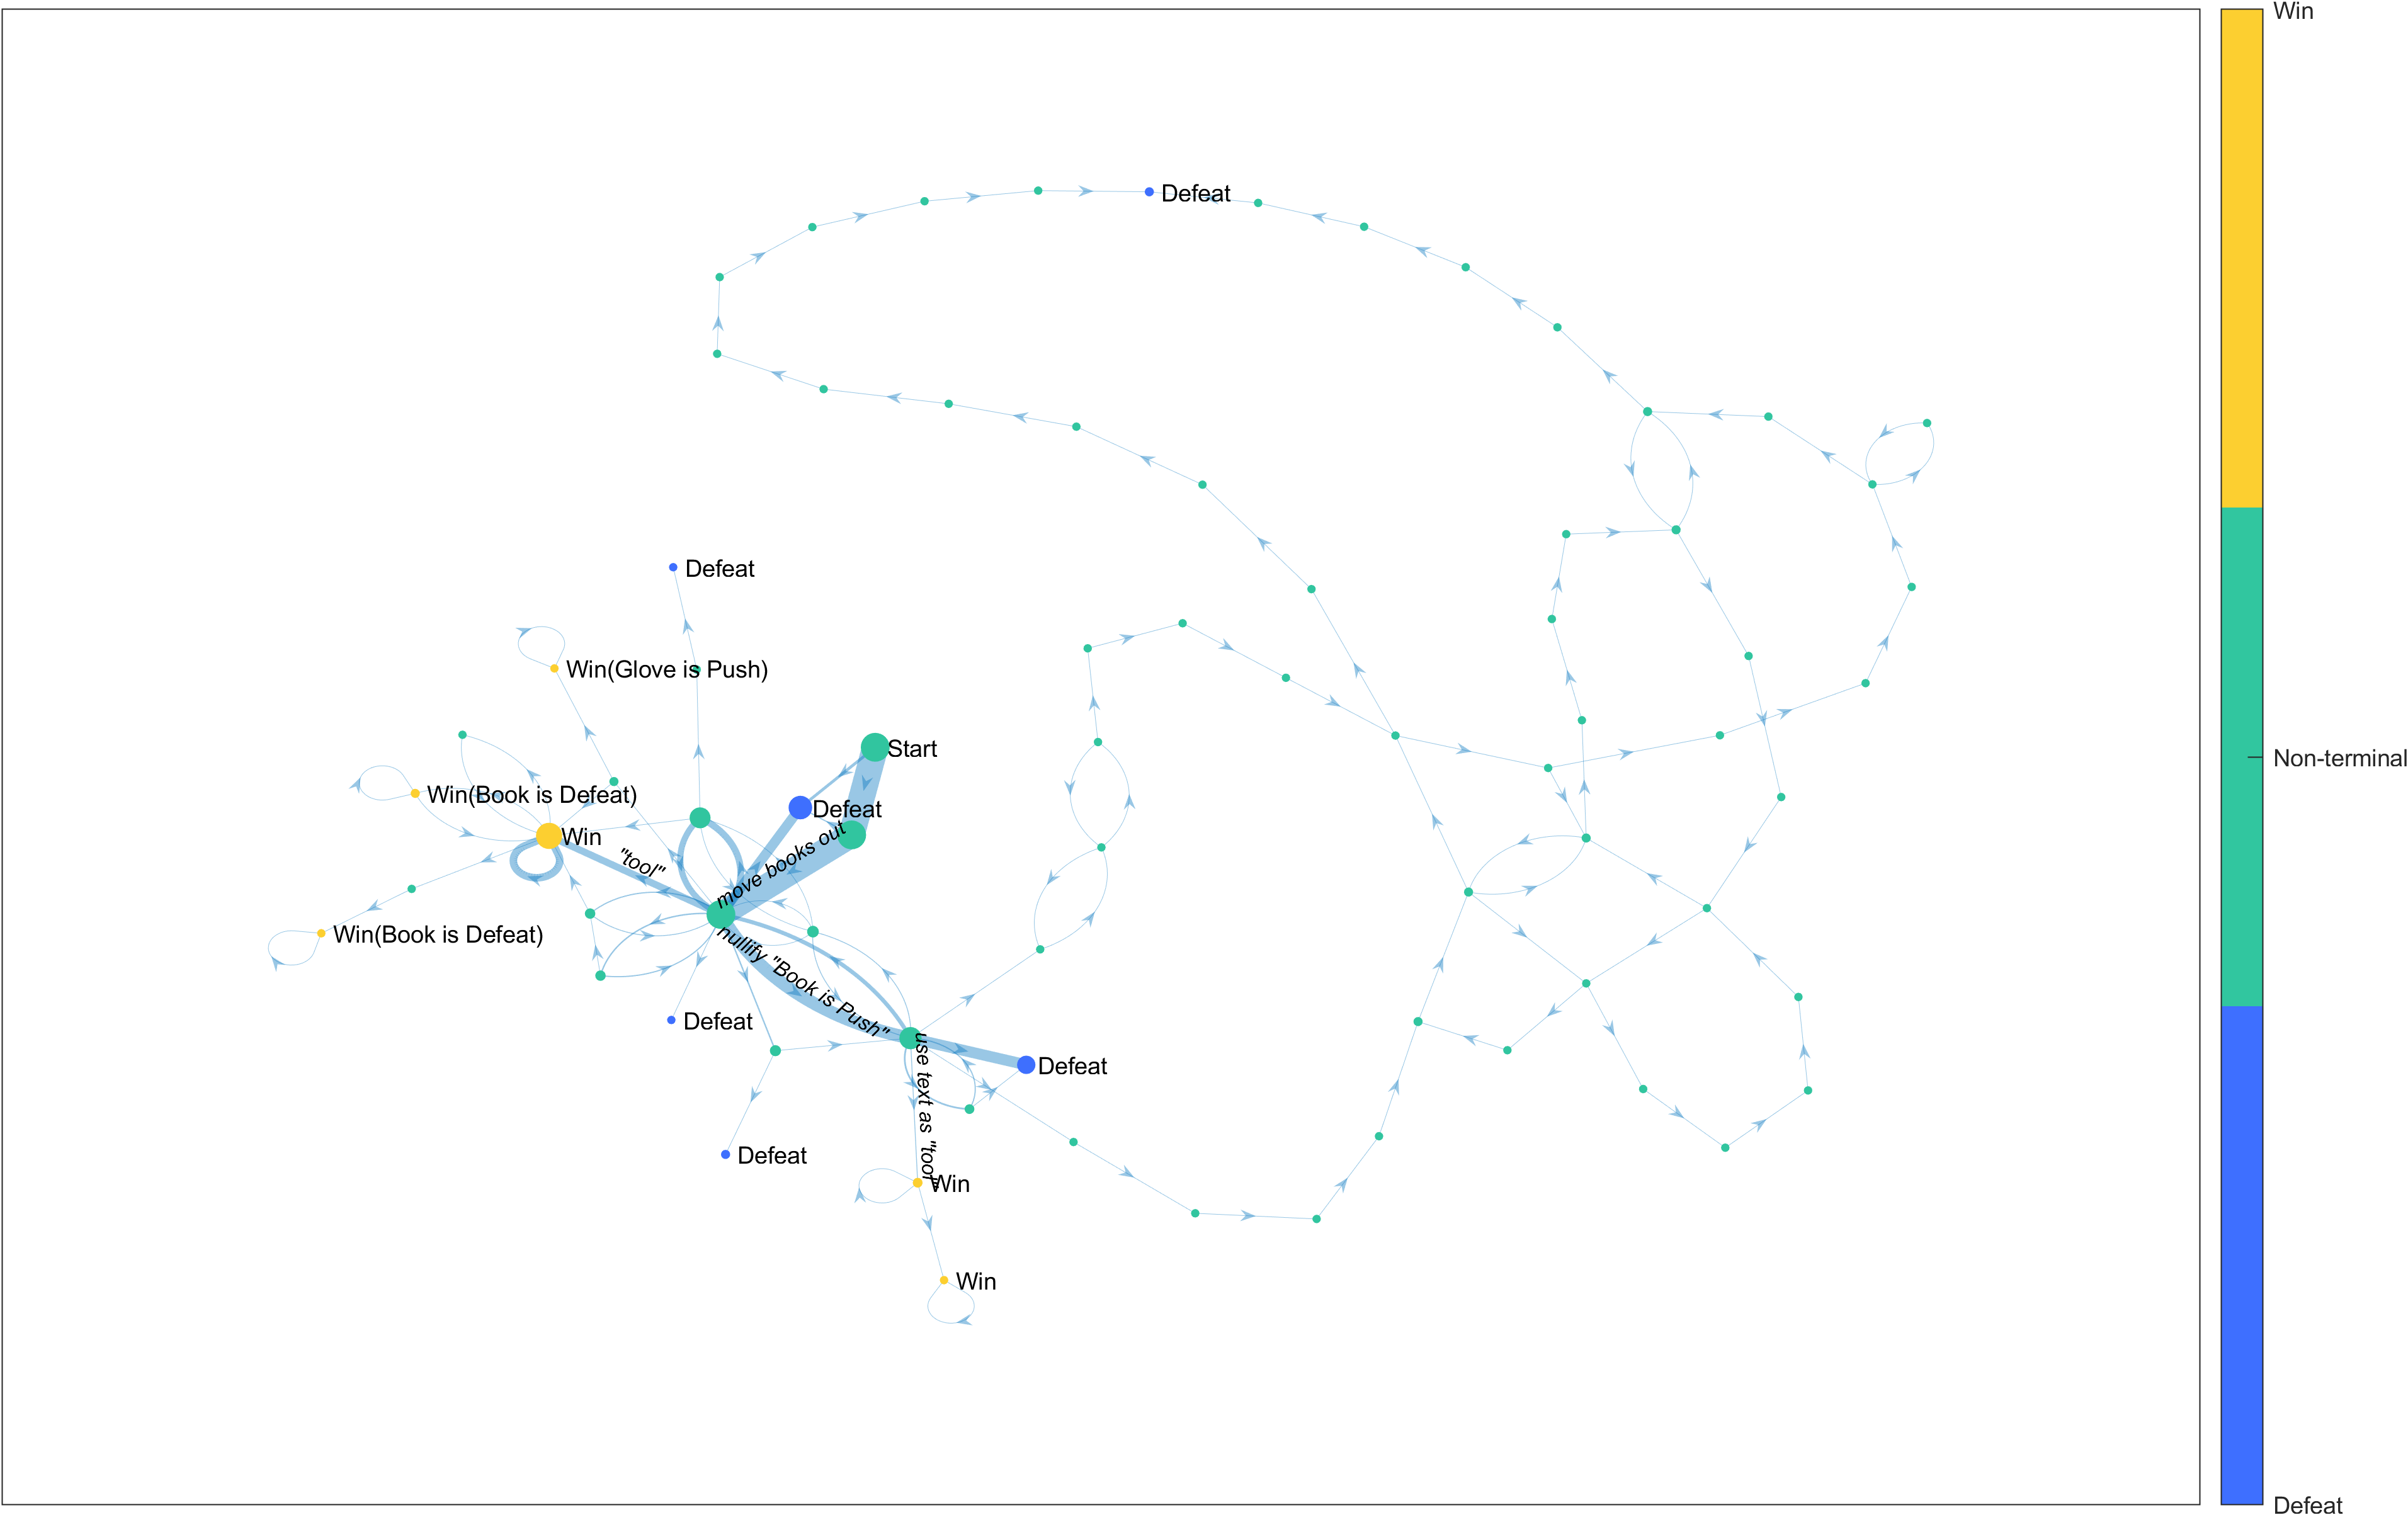 Win
Defeat
Defeat
Win(Glove is Push)
Start
Non-terminal
Win(Book is Defeat)
Defeat
Win
"tool"
move books out
Win(Book is Defeat)
nullify "Book is Push"
Defeat
use text as "tool"
Defeat
Defeat
Win
Win
Defeat